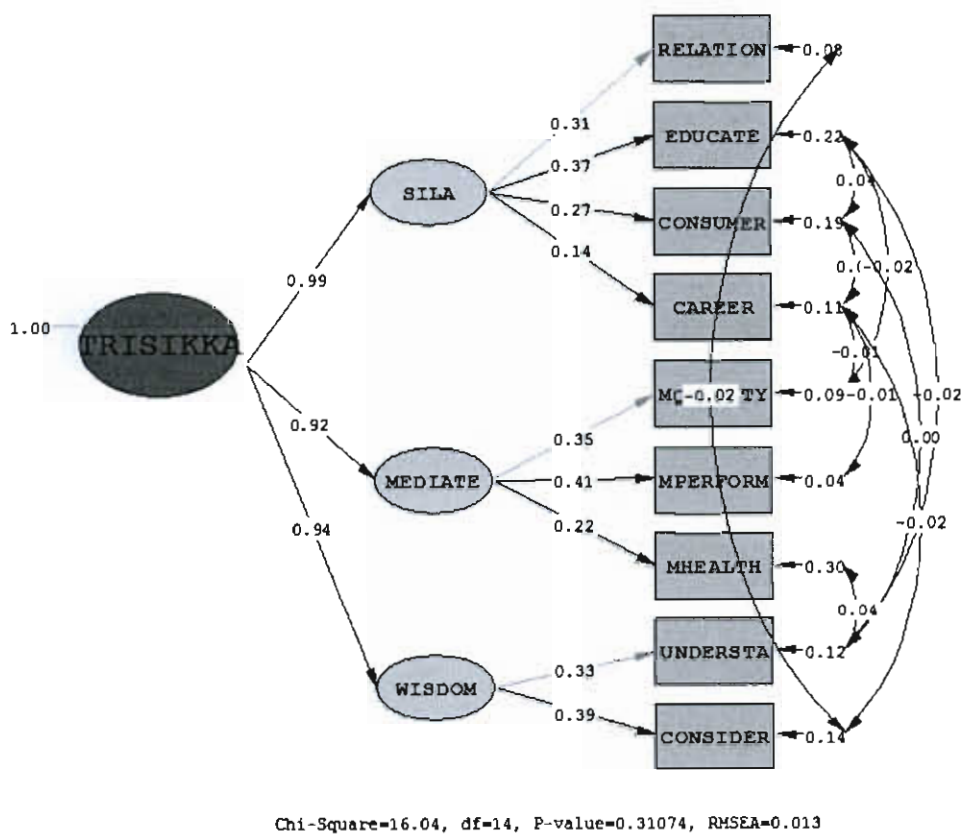 RELATION
0.08
0.31
EDUCATE
0.22
0.37
0.04
SILA
0.27
CONSUMER
0.19
0.14
0.99
-0.02
CAREER
0.11
1.00
TRISIKKA
-0.01
-0.02
0.09
-0.01
-0.02
0.92
0.35
0.00
MEDIATE
0.41
MPERFORM
0.04
0.94
0.22
-0.02
MHEALTH
0.30
0.04
0.33
UNDERSTA
0.12
WISDOM
0.39
CONSIDER
0.14
Chi-Square=16.04, df=14, P-value=0.31074, RMSEA=0.013